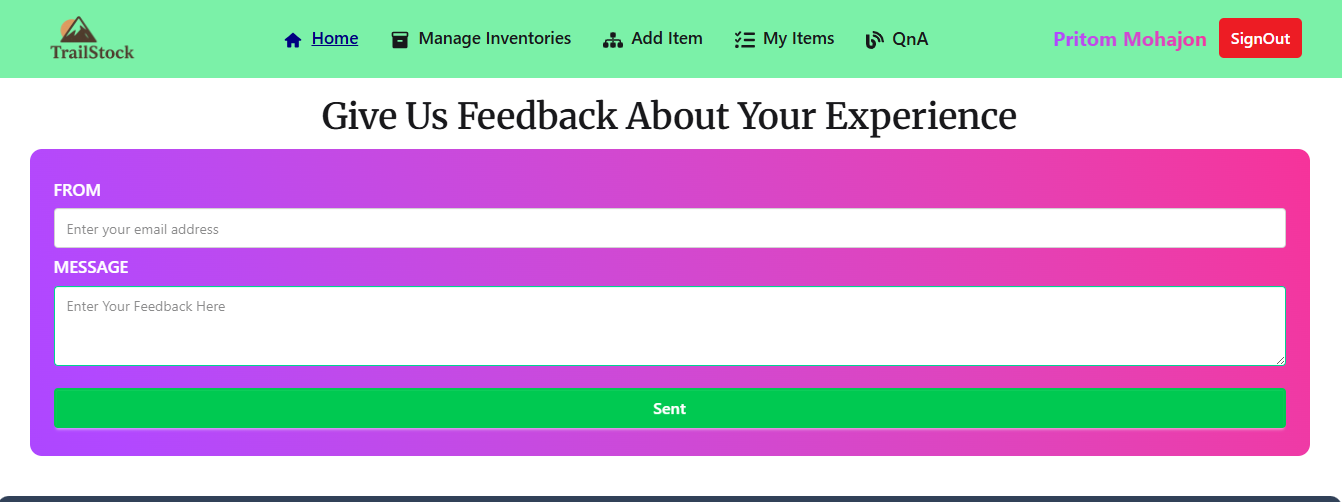 TrailStock
Home Manage Inventories Add Item My Items QnA Pritom Mohajon SignOut
Give Us Feedback About Your Experience
FROM
Enter your email address
MESSAGE
Enter Your Feedback Here
Sent